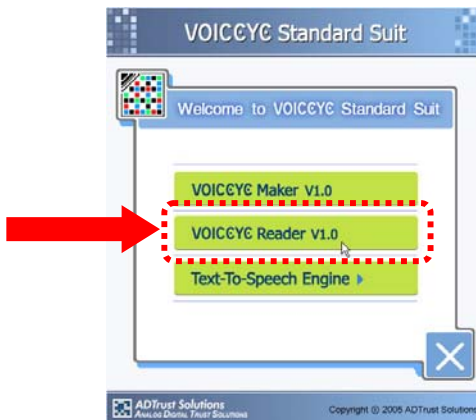 VOICEYE Standard Suit
Welcome to VOICEYE Standard Suit
VOICEYE Maker V1.0
VOICEYE Reader V1.0
Text-To-Speech Engine
ADTrust Solutions
Analog Digital Trust Solutions
Copyright © 2005 ADTrust Solutions